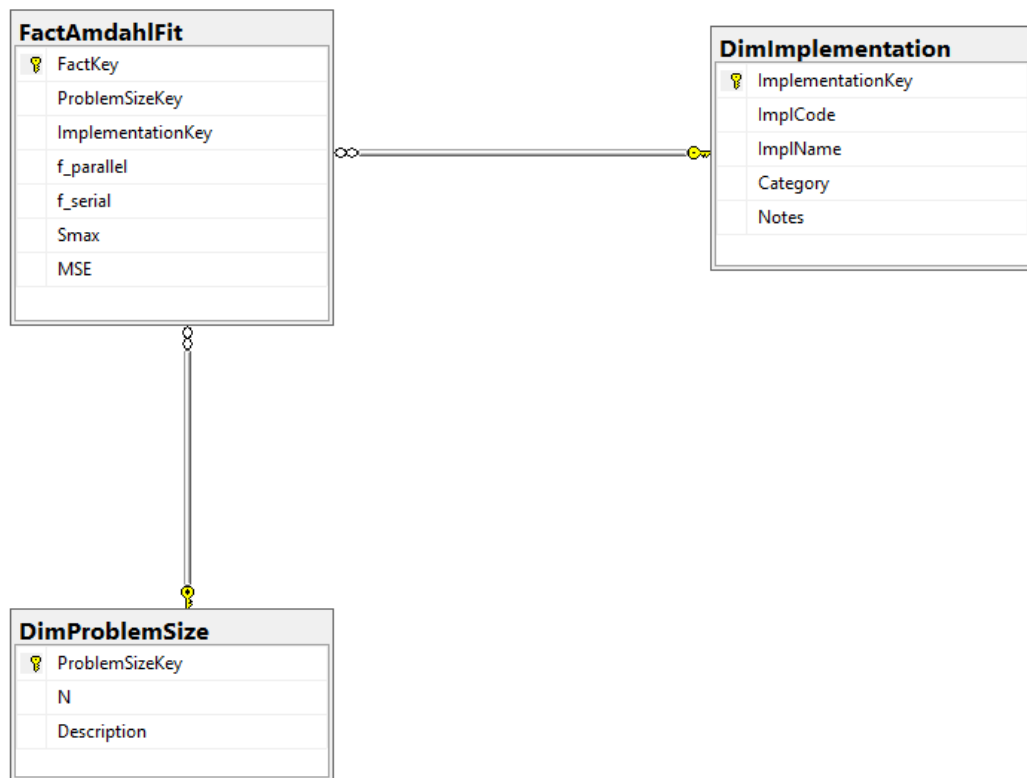 FactAmdahlFit
FactKey
ProblemSizeKey
ImplementationKey
f_parallel
f_serial
Smax
MSE
DimImplementation
ImplementationKey
ImplCode
ImplName
Category
Notes
DimProblemSize
ProblemSizeKey
N
Description